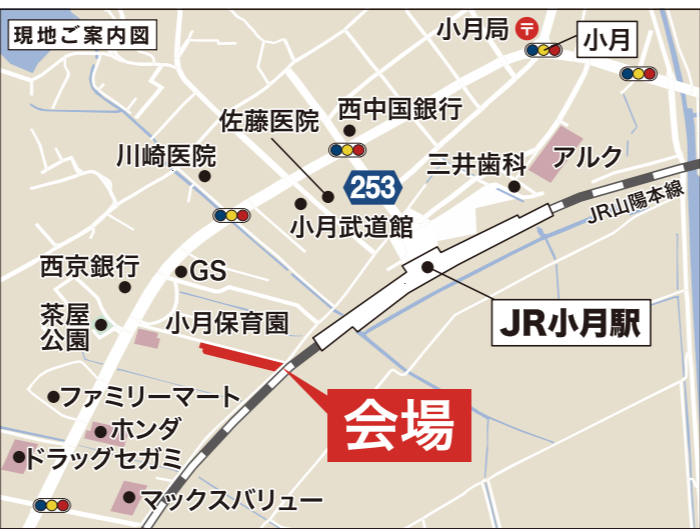 現地ご案内図
小月局 〒
小月
西中国銀行
佐藤医院
川崎医院
253
三井歯科
アルク
JR山陽本線
小月武道館
西京銀行
GS
JR小月駅
茶屋
公園
小月保育園
ファミリーマート
会場
ホンダ
ドラッグセガミ
マックスバリュー